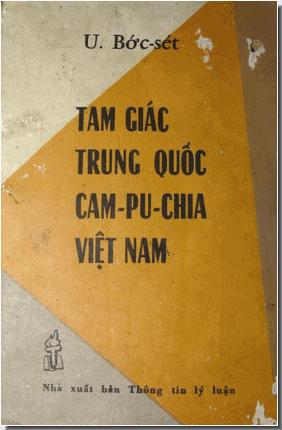 U. Bớc-sét
TAM GIÁC
TRUNG QUỐC
CAM-PU-CHIA
VIỆT NAM
Nhà xuất bản Thông tin lý luận